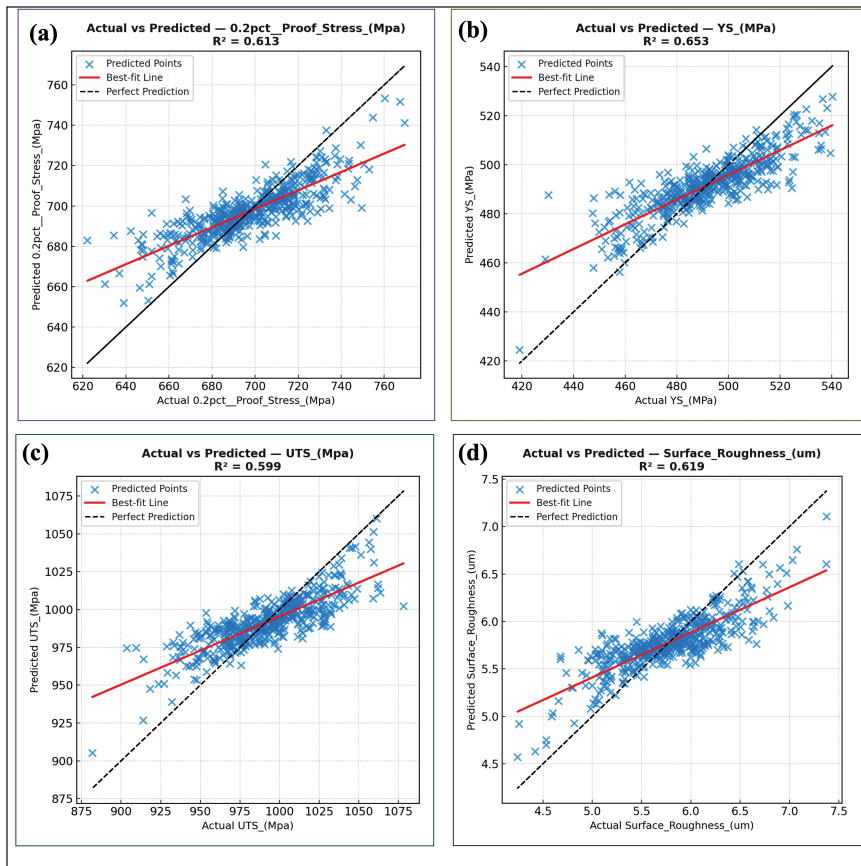 (a)
Actual vs Predicted — 0.2pct__Proof_Stress_(Mpa)
R² = 0.613
Predicted Points
Best-fit Line
Perfect Prediction
Predicted 0.2pct__Proof_Stress_(Mpa)
760
740
720
700
680
660
640
620
620 640 660 680 700 720 740 760
Actual 0.2pct__Proof_Stress_(Mpa)
(b)
Actual vs Predicted — YS_(MPa)
R² = 0.653
Predicted Points
Best-fit Line
Perfect Prediction
Predicted YS_(MPa)
540
520
500
480
460
440
420
420 440 460 480 500 520 540
Actual YS_(MPa)
(c)
Actual vs Predicted — UTS_(Mpa)
R² = 0.599
Predicted Points
Best-fit Line
Perfect Prediction
Predicted UTS_(Mpa)
1075
1050
1025
1000
975
950
925
900
875
875 900 925 950 975 1000 1025 1050 1075
Actual UTS_(Mpa)
(d)
Actual vs Predicted — Surface_Roughness_(um)
R² = 0.619
Predicted Points
Best-fit Line
Perfect Prediction
Predicted Surface_Roughness_(um)
7.5
7.0
6.5
6.0
5.5
5.0
4.5
4.5 5.0 5.5 6.0 6.5 7.0 7.5
Actual Surface_Roughness_(um)